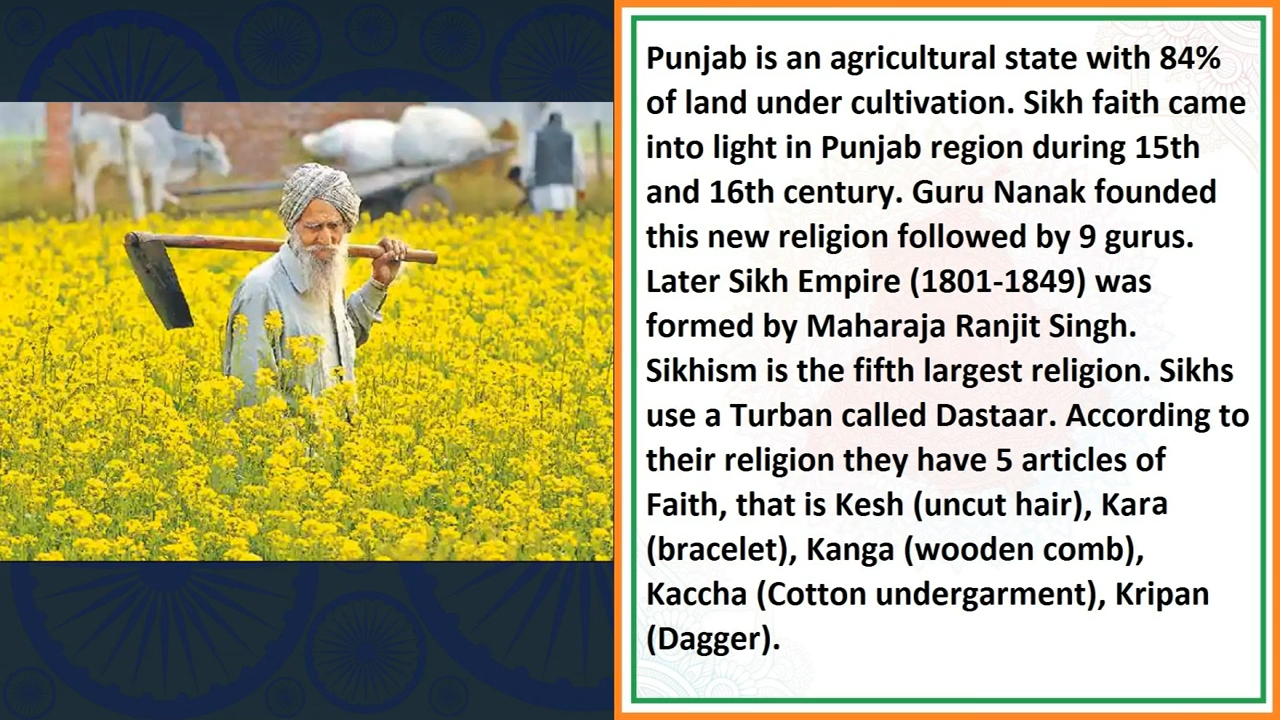 Punjab is an agricultural state with 84%
of land under cultivation. Sikh faith came
into light in Punjab region during 15th
and 16th century. Guru Nanak founded
this new religion followed by 9 gurus.
Later Sikh Empire (1801-1849) was
formed by Maharaja Ranjit Singh.
Sikhism is the fifth largest religion. Sikhs
use a Turban called Dastaar. According to
their religion they have 5 articles of
Faith, that is Kesh (uncut hair), Kara
(bracelet), Kanga (wooden comb),
Kaccha (Cotton undergarment), Kripan
(Dagger).